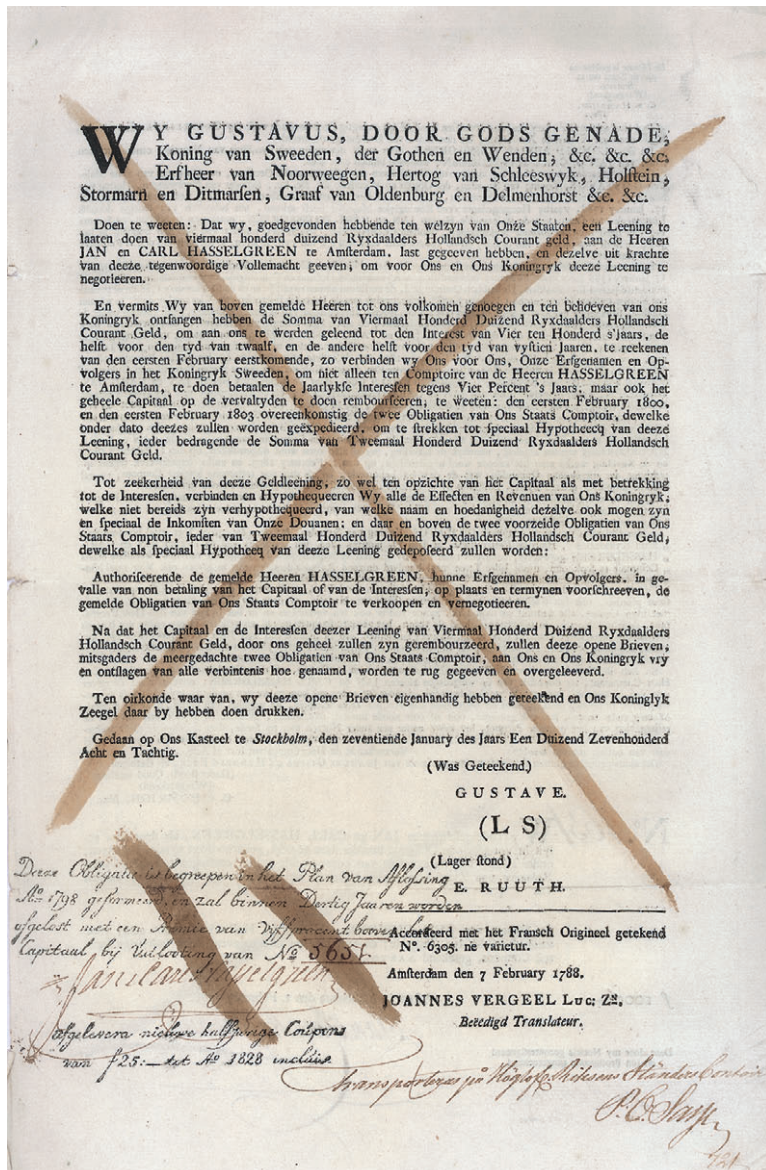 WY GUSTAVUS, DOOR GODS GENADE,
Koning van Sweeden, der Gothen en Wenden, &c. &c. &c.
Erfheer van Noorweegen, Hertog van Schleeswyk, Holstein,
Stormarn en Ditmarsen, Graaf van Oldenburg en Delmenhorst &c. &c.
Doen te weeten: Dat wy, goedgevonden hebbende ten welzyn van Onze Staaten, een Leening te
laaten doen van viermaal honderd duizend Ryxdaalders Hollandsch Courant geld, aan de Heeren
JAN en CARL HASSELGREEN te Amsterdam, last gegeeven hebben, en dezelve uit krachte
van deeze tegenwoordige Vollemacht geeven, om voor Ons en Ons Koningryk deeze Leening te
negotieeren.
En vermits Wy van boven gemelde Heeren tot ons volkomen genoegen en ten behoeven van ons
Koningryk ontfangen hebben de Somma van Viermaal Honderd Duizend Ryxdaalders Hollandsch
Courant Geld, om aan ons te werden geleend tot den Interest van Vier ten Honderd s'jaars, de
helft voor den tyd van twaalf, en de andere helft voor den tyd van vyftien Jaaren, te reekenen
van den eersten February eerstkomende, zo verbinden wy Ons voor Ons, Onze Erfgenamen en Op-
volgers in het Koningryk Sweeden, om niet alleen ten Comptoire van de Heeren HASSELGREEN
te Amsterdam, te doen betaalen de Jaarlykse Interessen tegens Vier Percent 's Jaars, maar ook het
geheele Capitaal op de vervaltyden te doen rembourseeren; te weeten: den eersten February 1800,
en den eersten February 1803 overeenkomstig de twee Obligatien van Ons Staats Comptoir, dewelke
onder dato deezes zullen worden geëxpedieerd, om te strekken tot speciaal Hypotheecq van deeze
Leening, ieder bedragende de Somma van Tweemaal Honderd Duizend Ryxdaalders Hollandsch
Courant Geld.
Tot zeekerheid van deeze Geldleening, zo wel ten opzichte van het Capitaal als met betrekking
tot de Interessen, verbinden en Hypothequeeren Wy alle de Effecten en Revenuen van Ons Koningryk,
welke niet bereids zyn verhypothequeerd, van welke naam en hoedanigheid dezelve ook mogen zyn
en speciaal de Inkomsten van Onze Douanen; en daar en boven de twee voorzeide Obligatien van Ons
Staats Comptoir, ieder van Tweemaal Honderd Duizend Ryxdaalders Hollandsch Courant Geld,
dewelke als speciaal Hypotheecq van deeze Leening gedeposeerd zullen worden:
Authoriseerende de gemelde Heeren HASSELGREEN, hunne Erfgenamen en Opvolgers, in ge-
valle van non betaling van het Capitaal of van de Interessen, op plaats en termynen voorschreeven, de
gemelde Obligatien van Ons Staats Comptoir te verkoopen en vernegotieeren.
Na dat het Capitaal en de Interessen deezer Leening van Viermaal Honderd Duizend Ryxdaalders
Hollandsch Courant Geld, door ons geheel zullen zyn gerembourzeerd, zullen deeze opene Brieven,
mitsgaders de meergedachte twee Obligatien van Ons Staats Comptoir, aan Ons en Ons Koningryk vry
en ontslagen van alle verbintenis hoe genaamd, worden te rug gegeeven en overgeleeverd.
Ten oirkonde waar van, wy deeze opene Brieven eigenhandig hebben geteekend en Ons Koninglyk
Zeegel daar by hebben doen drukken.
Gedaan op Ons Kasteel te Stockholm, den zeventiende January des Jaars Een Duizend Zevenhonderd
Acht en Tachtig.
(Was Geteekend.)
GUSTAVE.
(L S)
(Lager stond)
E. RUUTH.
Accordeerd met het Fransch Origineel getekend
N°. 6305. ne varietur.
Amsterdam den 7 February 1788.
JOANNES VERGEEL Luc: Zn.
Beëedigd Translateur.
Deeze Obligatie is begreepen in het Plan van Aflossing
Ao 1798 geformeerd, en zal binnen Dertig Jaaren worden
afgelost met een Premie van Vyf procent boven het
Capitaal bij Uitlooting van No 5651
Jan & Carl Hasselgreen
afgelevera nieuwe halfjarige Coupons
van f25:— tot Ao 1828 incluis
Transporteras på Höglofl. Riksens Ständers Contoir